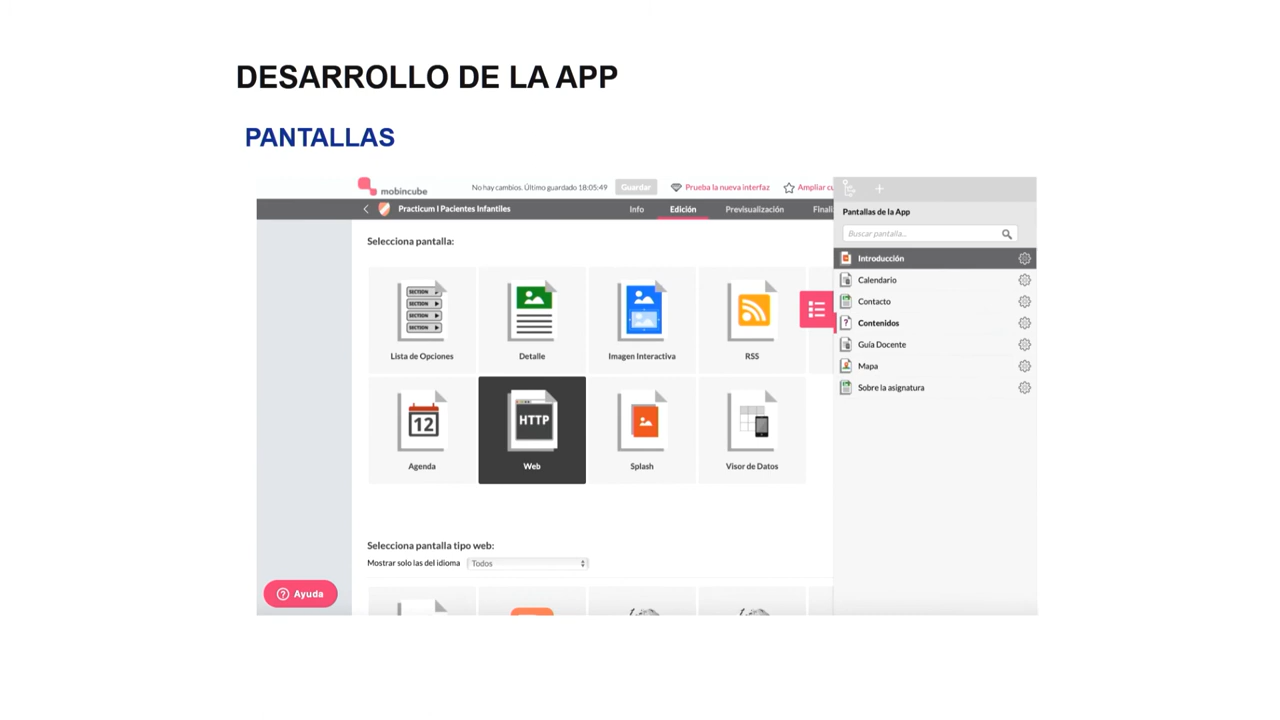 DESARROLLO DE LA APP
PANTALLAS
mobincube
No hay cambios. Último guardado 18:05:49
Guardar
Prueba la nueva interfaz
Ampliar cu
Practicum I Pacientes Infantiles
Info
Edición
Previsualización
Finali
Selecciona pantalla:
SECTION
SECTION
SECTION
SECTION
Lista de Opciones
Detalle
Imagen Interactiva
RSS
12
Agenda
HTTP
Web
Splash
Visor de Datos
Selecciona pantalla tipo web:
Mostrar solo las del idioma
Todos
Ayuda
Pantallas de la App
Buscar pantalla...
Introducción
Calendario
Contacto
Contenidos
Guía Docente
Mapa
Sobre la asignatura